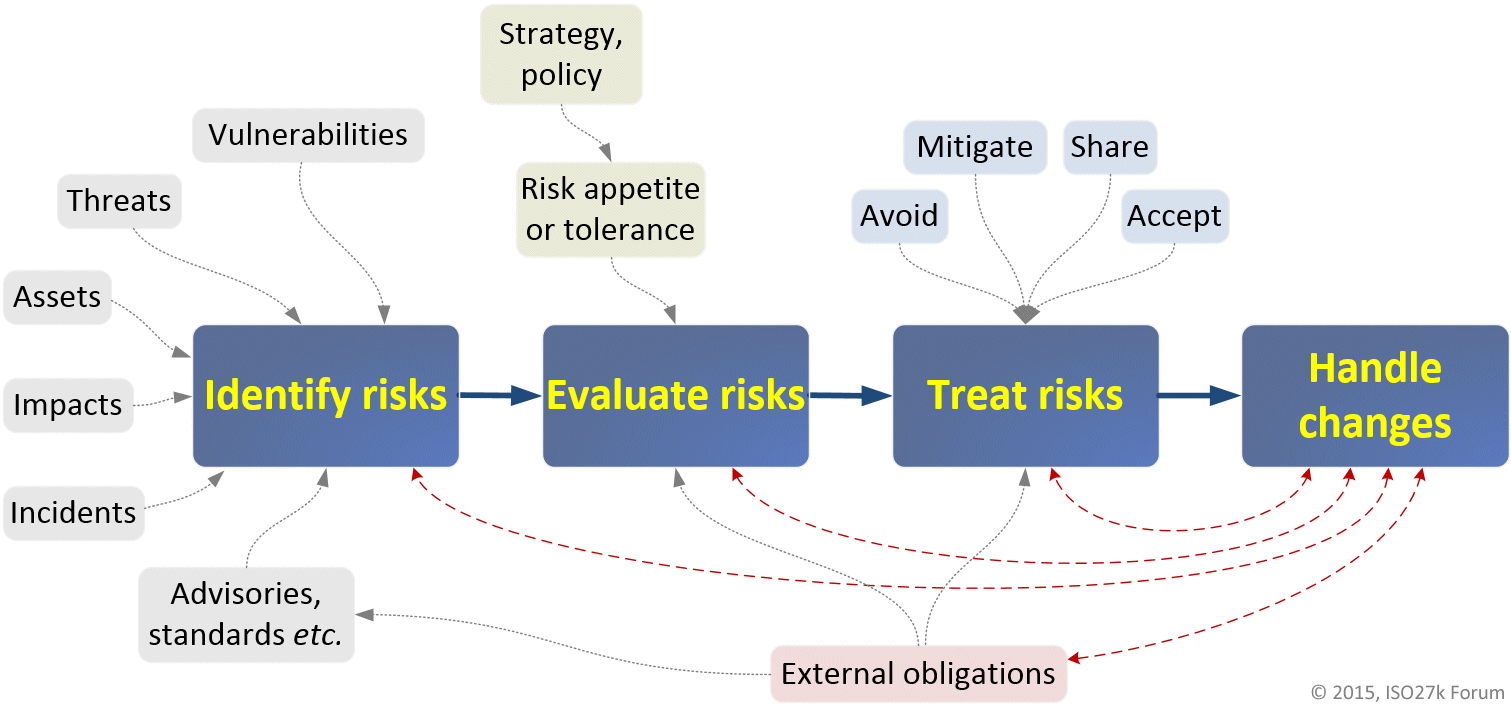 Strategy,
policy
Vulnerabilities
Mitigate
Share
Threats
Risk appetite
or tolerance
Avoid
Accept
Assets
Identify risks
Evaluate risks
Treat risks
Handle
changes
Impacts
Incidents
Advisories,
standards etc.
External obligations
© 2015, ISO27k Forum